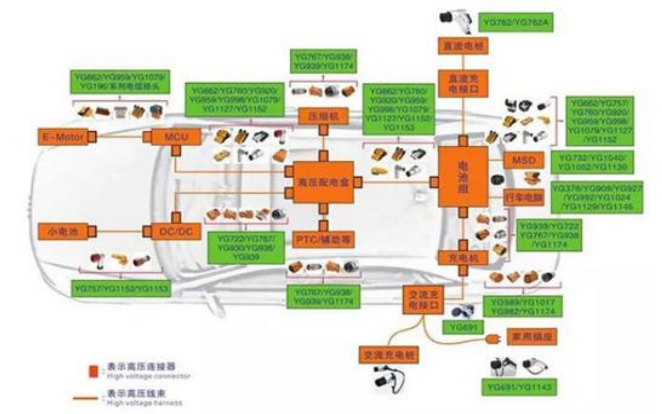 YG762/YG762A
直流电桩
直流充
电接口
YG767/YG938/
YG939/YG1174
YG662/YG959/YG1079/
YG196/系列电缆接头
YG662/YG760/YG920/
YG959/YG998/YG1079/
YG1127/YG1152
YG662/YG760/
YG920/YG959/
YG998/YG1079/
YG1127/YG1152/
YG1153
YG662/YG757/
YG760/YG920/
YG959/YG998/
YG1079/YG1127
/YG1152
压缩机
E-Motor
MCU
高压配电盒
电池组
MSD
YG732/YG1040/
YG1052/YG1130
行车电脑
YG378/YG909/YG927
/YG992/YG1024
/YG1129/YG1146
小电池
DC/DC
PTC/辅助等
YG722/YG767/
YG930/YG938/
YG939
YG939/YG722
YG767/YG938
/YG1174
充电机
YG757/YG1152/YG1153
YG767/YG938/
YG939/YG1174
交流充
电接口
YG989/YG1017
YG982/YG1174
YG691
家用插座
交流充电桩
YG691/YG1143
表示高压连接器
High voltage connector
表示高压线束
High voltage harness